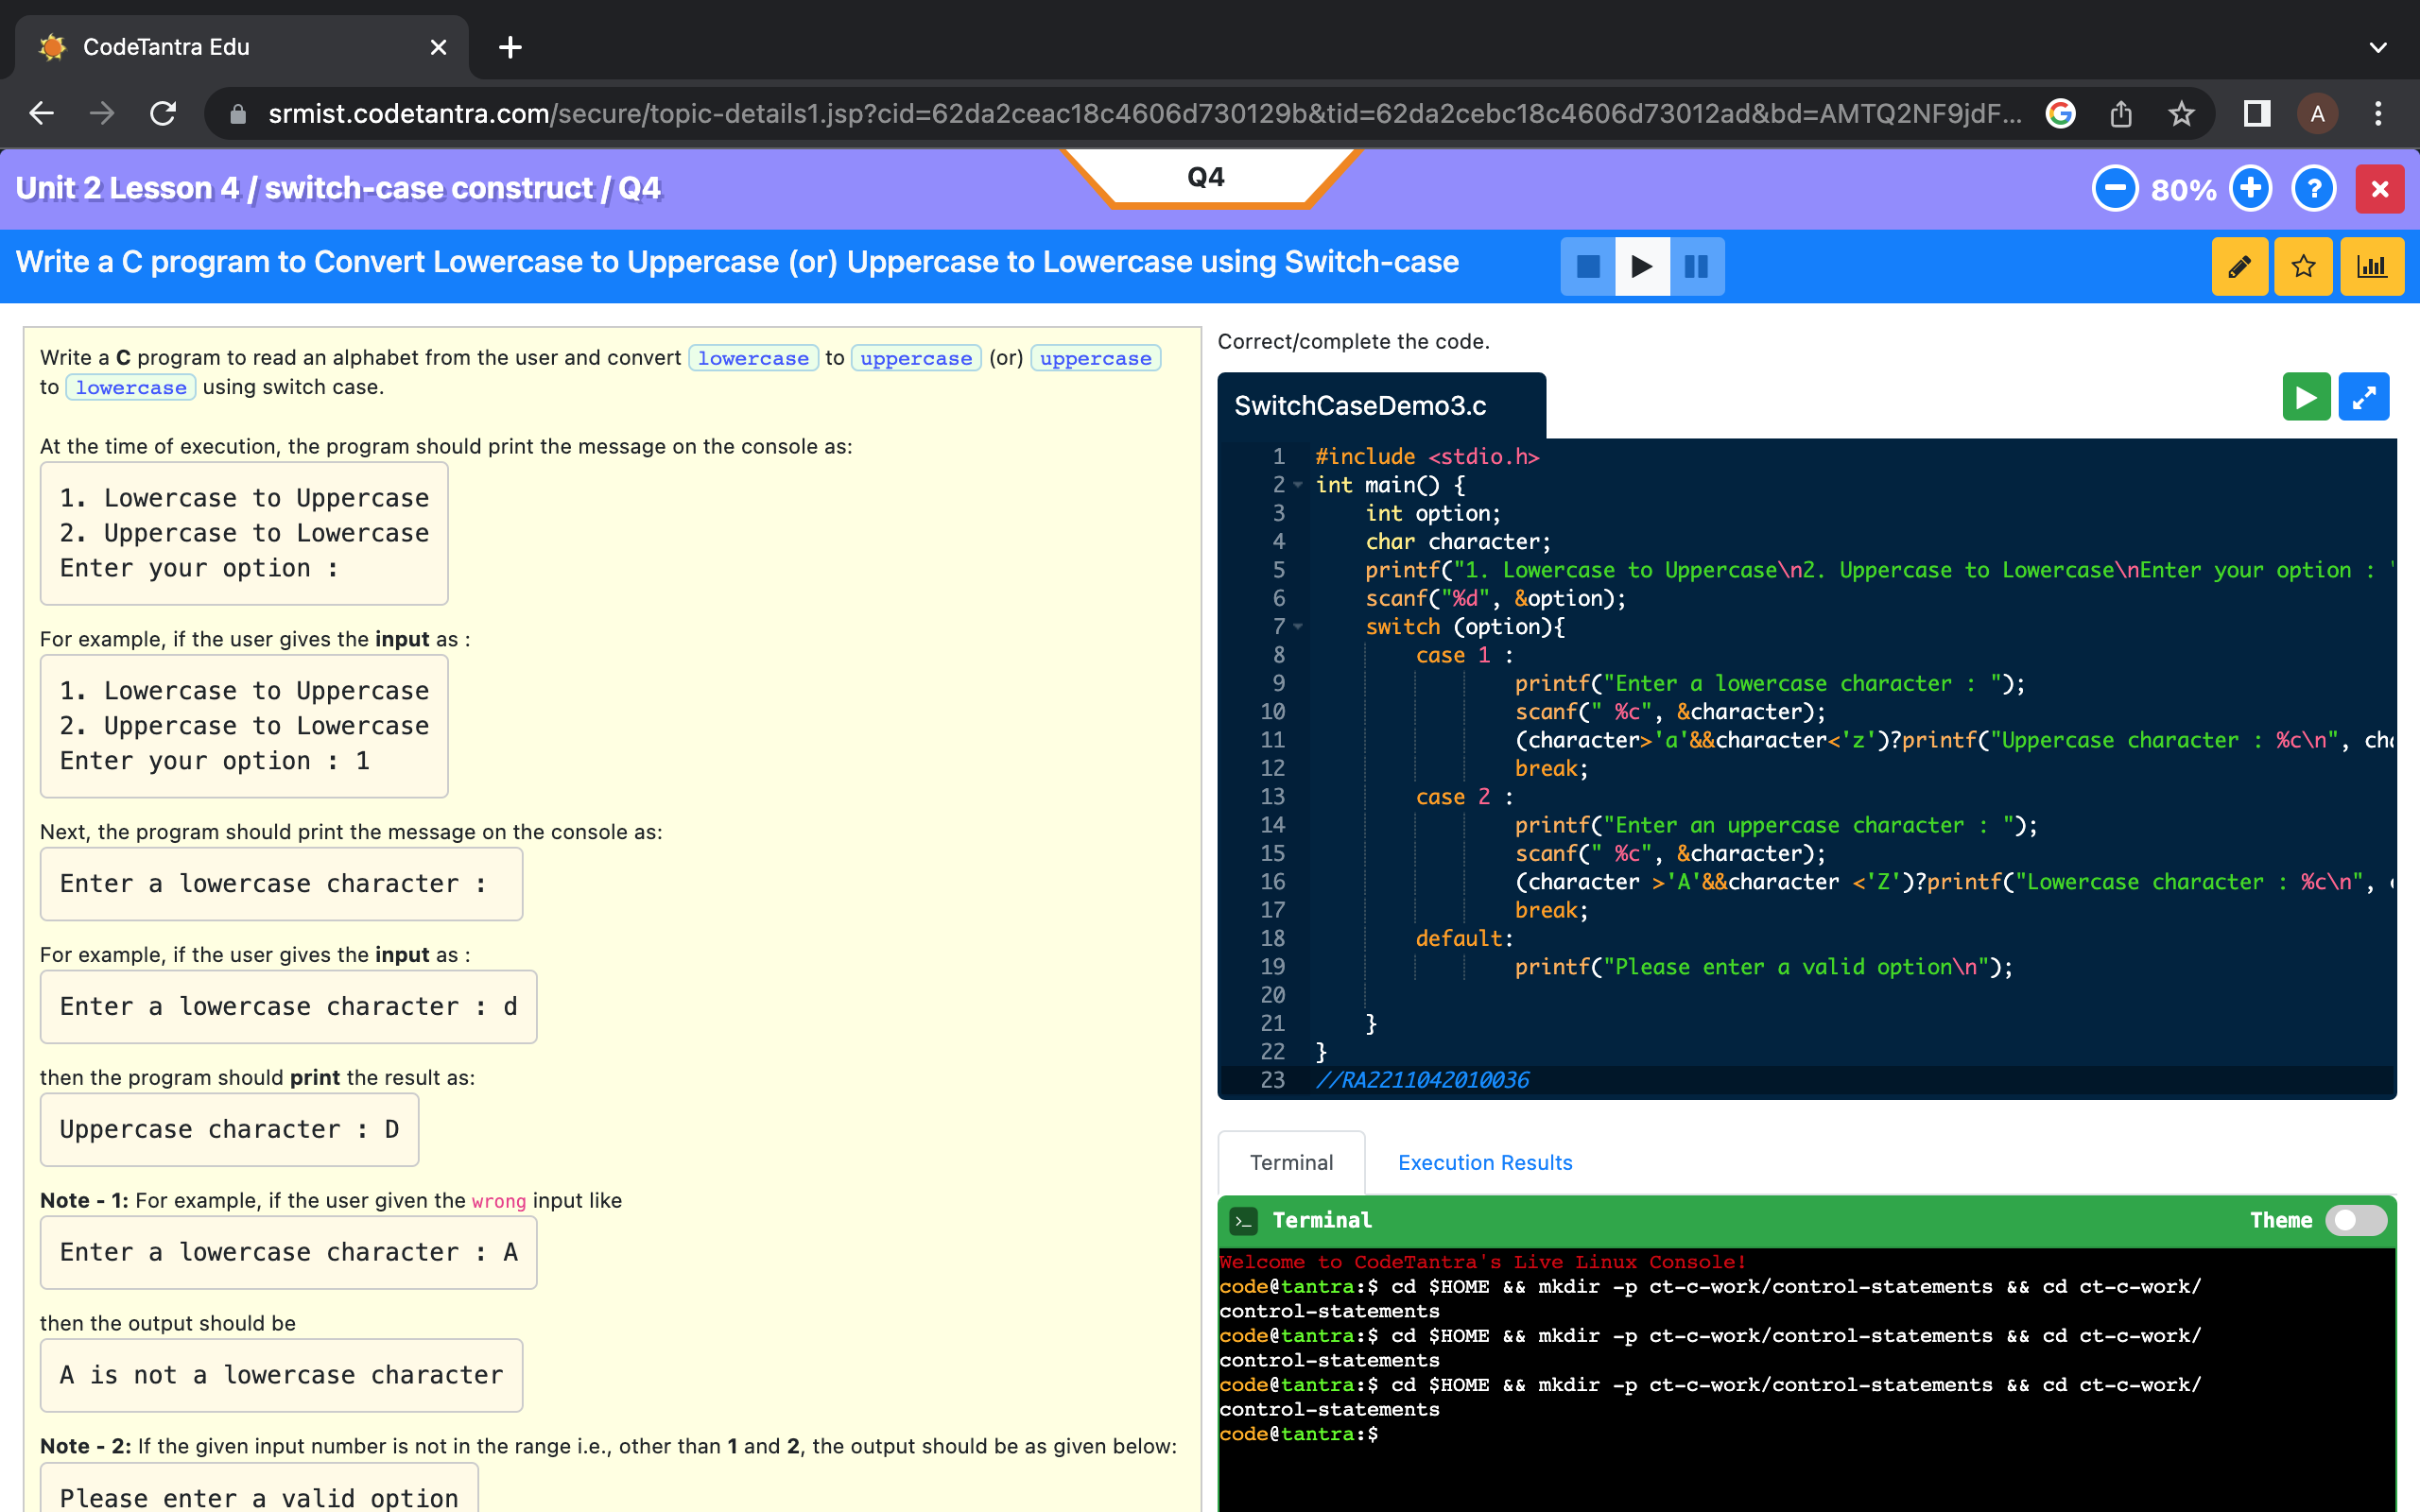 CodeTantra Edu
srmist.codetantra.com/secure/topic-details1.jsp?cid=62da2ceac18c4606d730129b&tid=62da2cebc18c4606d73012ad&bd=AMTQ2NF9jdF...
A
Unit 2 Lesson 4 / switch-case construct / Q4
Q4
80%
?
Write a C program to Convert Lowercase to Uppercase (or) Uppercase to Lowercase using Switch-case
Write a C program to read an alphabet from the user and convert lowercase to uppercase (or) uppercase
to lowercase using switch case.
At the time of execution, the program should print the message on the console as:
1. Lowercase to Uppercase
2. Uppercase to Lowercase
Enter your option :
For example, if the user gives the input as :
1. Lowercase to Uppercase
2. Uppercase to Lowercase
Enter your option : 1
Next, the program should print the message on the console as:
Enter a lowercase character :
For example, if the user gives the input as :
Enter a lowercase character : d
then the program should print the result as:
Uppercase character : D
Note - 1: For example, if the user given the wrong input like
Enter a lowercase character : A
then the output should be
A is not a lowercase character
Note - 2: If the given input number is not in the range i.e., other than 1 and 2, the output should be as given below:
Please enter a valid option
Correct/complete the code.
SwitchCaseDemo3.c
1 #include <stdio.h>
2 int main() {
3 int option;
4 char character;
5 printf("1. Lowercase to Uppercase\n2. Uppercase to Lowercase\nEnter your option :
6 scanf("%d", &option);
7 switch (option){
8 case 1 :
9 printf("Enter a lowercase character : ");
10 scanf(" %c", &character);
11 (character>'a'&&character<'z')?printf("Uppercase character : %c\n",
12 break;
13 case 2 :
14 printf("Enter an uppercase character : ");
15 scanf(" %c", &character);
16 (character >'A'&&character <'Z')?printf("Lowercase character : %c\n",
17 break;
18 default:
19 printf("Please enter a valid option\n");
20
21 }
22 }
23 //RA2211042010036
Terminal Execution Results
Terminal Theme
Welcome to CodeTantra's Live Linux Console!
code@tantra:$ cd $HOME && mkdir -p ct-c-work/control-statements && cd ct-c-work/
control-statements
code@tantra:$ cd $HOME && mkdir -p ct-c-work/control-statements && cd ct-c-work/
control-statements
code@tantra:$ cd $HOME && mkdir -p ct-c-work/control-statements && cd ct-c-work/
control-statements
code@tantra:$